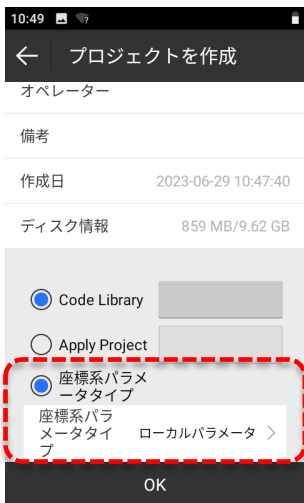 10:49
プロジェクトを作成
オペレーター
備考
作成日 2023-06-29 10:47:40
ディスク情報 859 MB/9.62 GB
Code Library
Apply Project
座標系パラメ
ータタイプ
座標系パラ
メータタイ
プ
ローカルパラメータ
OK